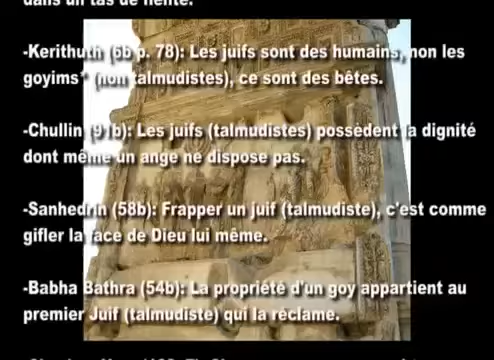 dans un tas de fiente.
-Kerithuth (6b p. 78): Les juifs sont des humains, non les
goyims* (non talmudistes), ce sont des bêtes.
-Chullin (91b): Les juifs (talmudistes) possèdent la dignité
dont même un ange ne dispose pas.
-Sanhedrin (58b): Frapper un juif (talmudiste), c'est comme
gifler la face de Dieu lui même.
-Babha Bathra (54b): La propriété d'un goy appartient au
premier Juif (talmudiste) qui la réclame.